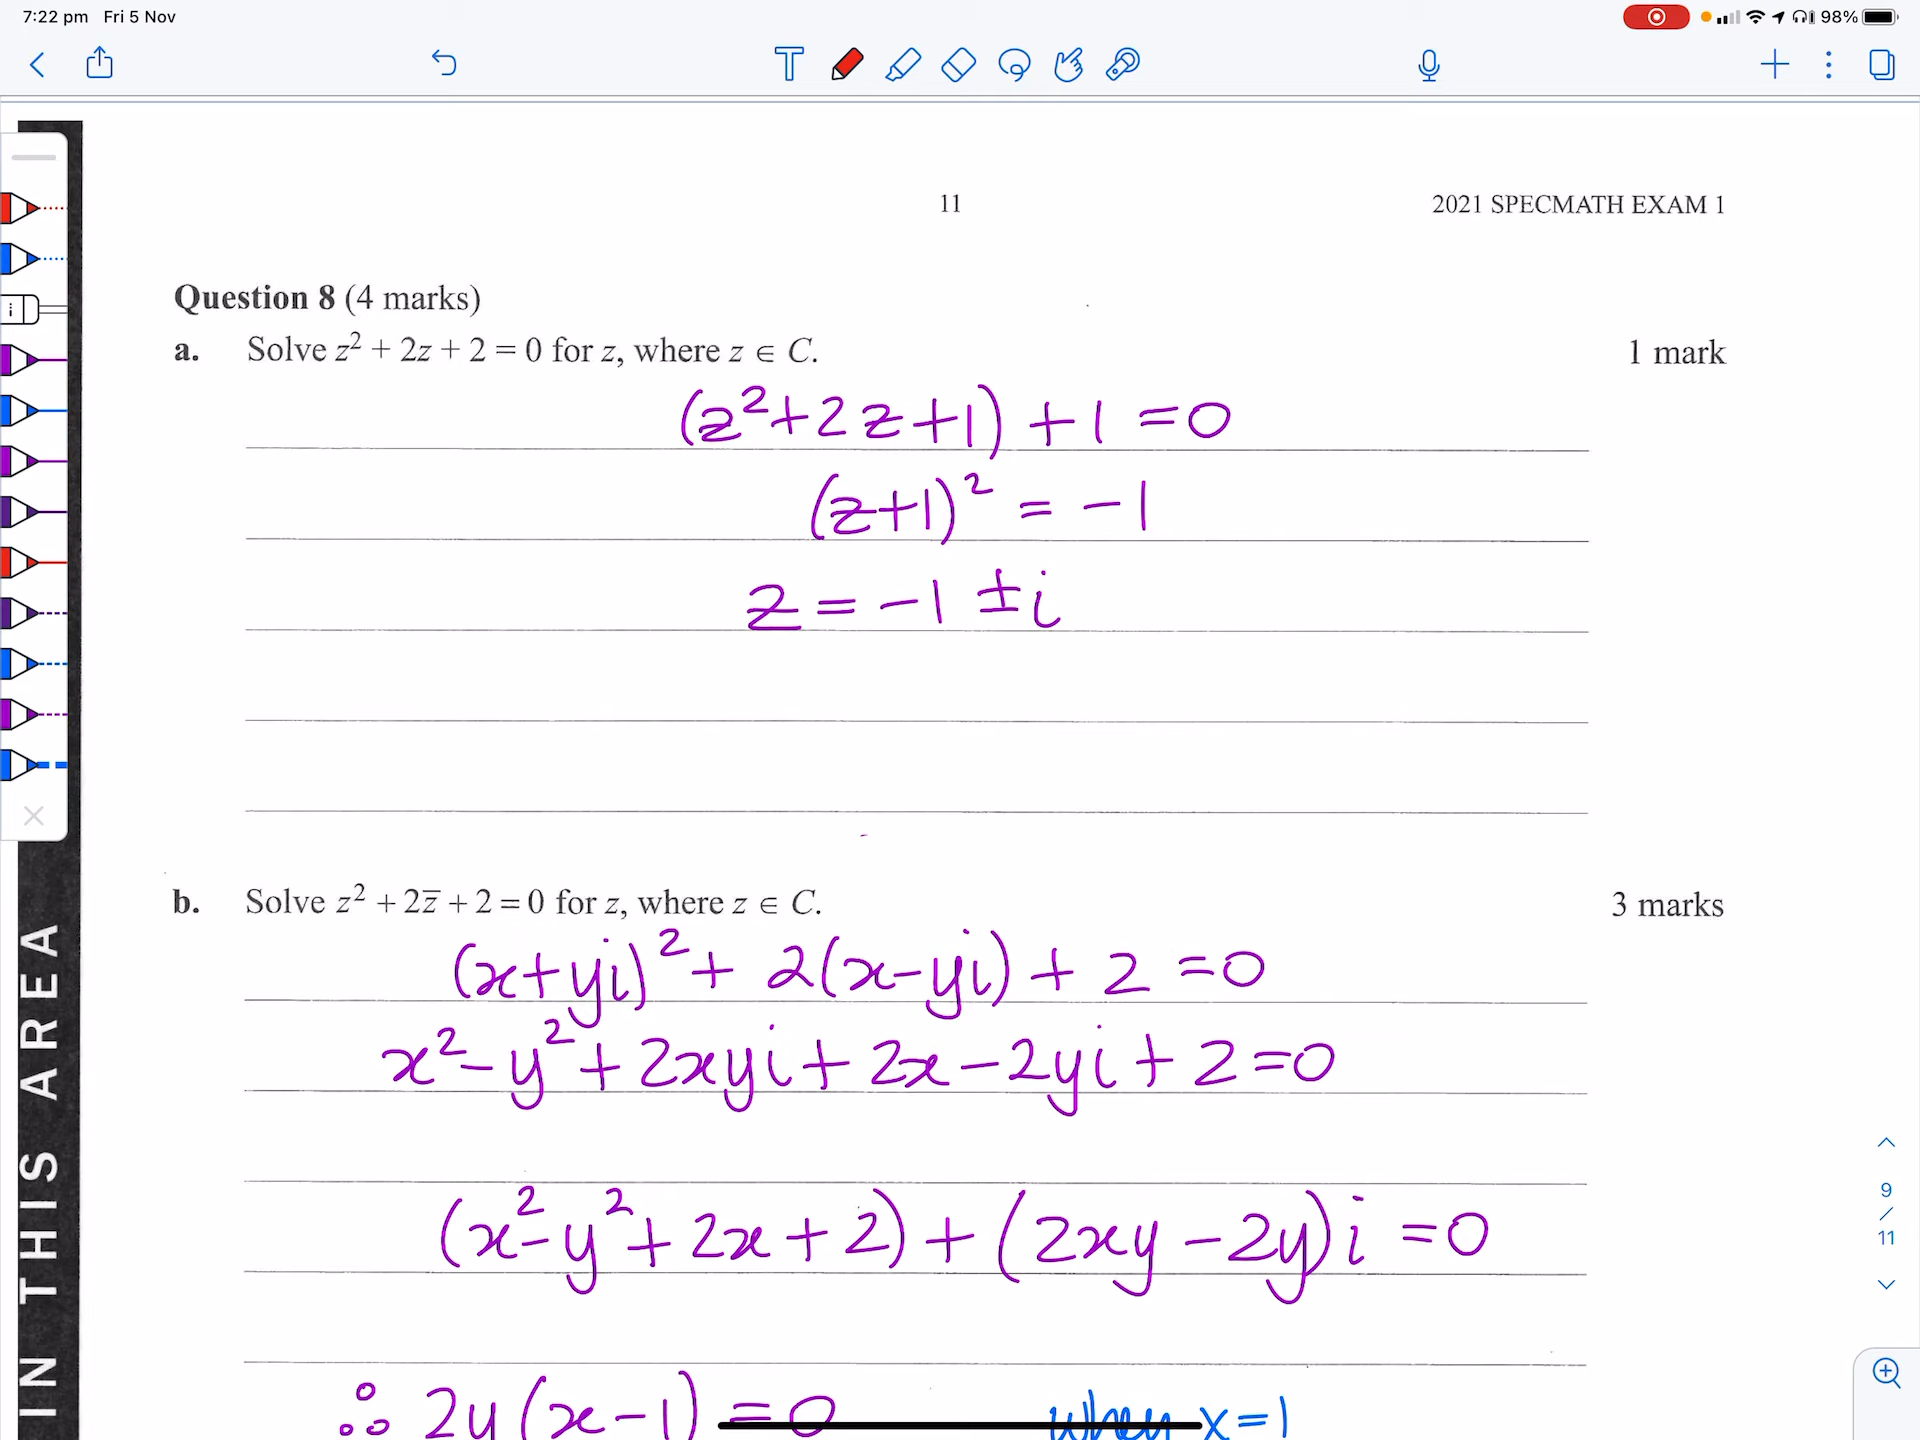 7:22 pm Fri 5 Nov
98%
11
2021 SPECMATH EXAM 1
Question 8 (4 marks)
a. Solve z² + 2z + 2 = 0 for z, where z ∈ C.
1 mark
(z²+2z+1) +1 =0
(z+1)² = -1
z = -1 ±i
b. Solve z² + 2z̅ + 2 = 0 for z, where z ∈ C.
3 marks
(x+yi)² + 2(x-yi) + 2 =0
x²-y²+2xyi+2x-2yi+2=0
(x²-y²+2x+2)+(2xy-2y)i=0
∴ 2y(x-1)=0
when x=1
IN THIS AREA
9
/
11